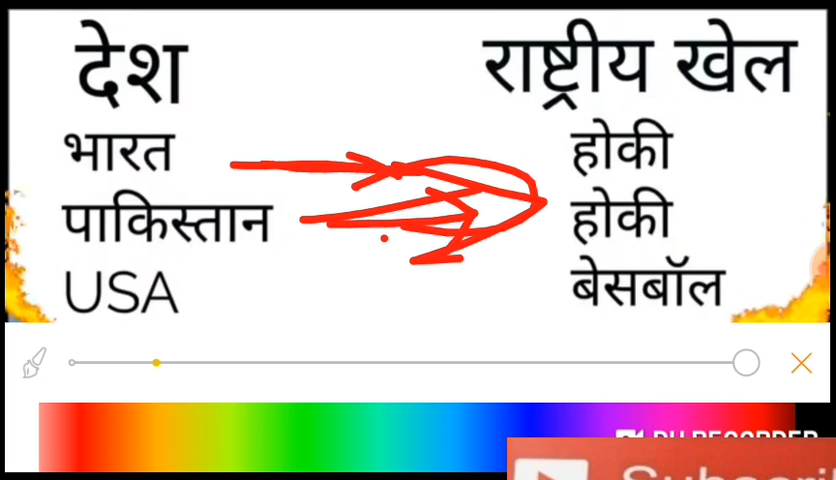 देश राष्ट्रीय खेल
भारत होकी
पाकिस्तान होकी
USA बेसबॉल